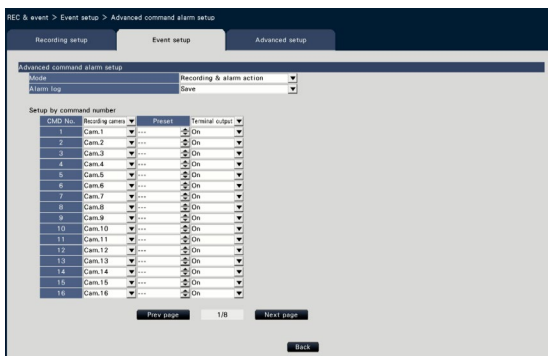 REC & event > Event setup > Advanced command alarm setup
Recording setup Event setup Advanced setup
Advanced command alarm setup
Mode Recording & alarm action
Alarm log Save
Setup by command number
CMD No. Recording camera Preset Terminal output
1 Cam.1 --- On
2 Cam.2 --- On
3 Cam.3 --- On
4 Cam.4 --- On
5 Cam.5 --- On
6 Cam.6 --- On
7 Cam.7 --- On
8 Cam.8 --- On
9 Cam.9 --- On
10 Cam.10 --- On
11 Cam.11 --- On
12 Cam.12 --- On
13 Cam.13 --- On
14 Cam.14 --- On
15 Cam.15 --- On
16 Cam.16 --- On
Prev page 1/8 Next page
Back